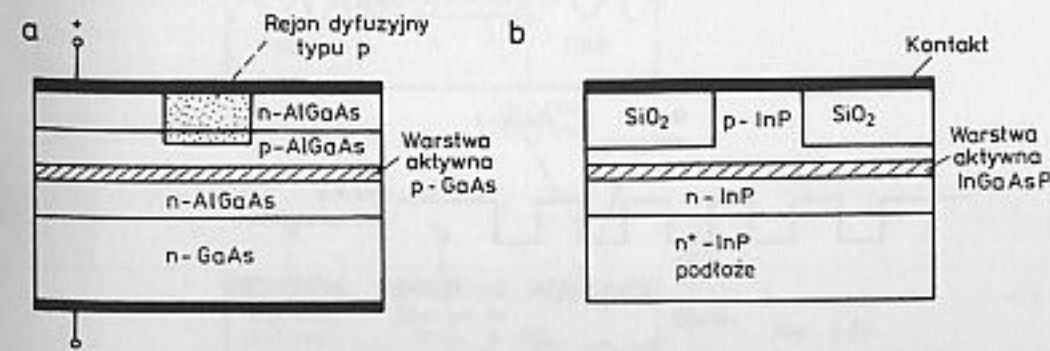 a
+
Rejon dyfuzyjny
typu p
n-AlGaAs
p-AlGaAs
Warstwa
aktywna
p-GaAs
n-AlGaAs
n-GaAs
b
Kontakt
SiO₂
p-InP
SiO₂
Warstwa
aktywna
InGaAsP
n-InP
n⁺-InP
podłoże